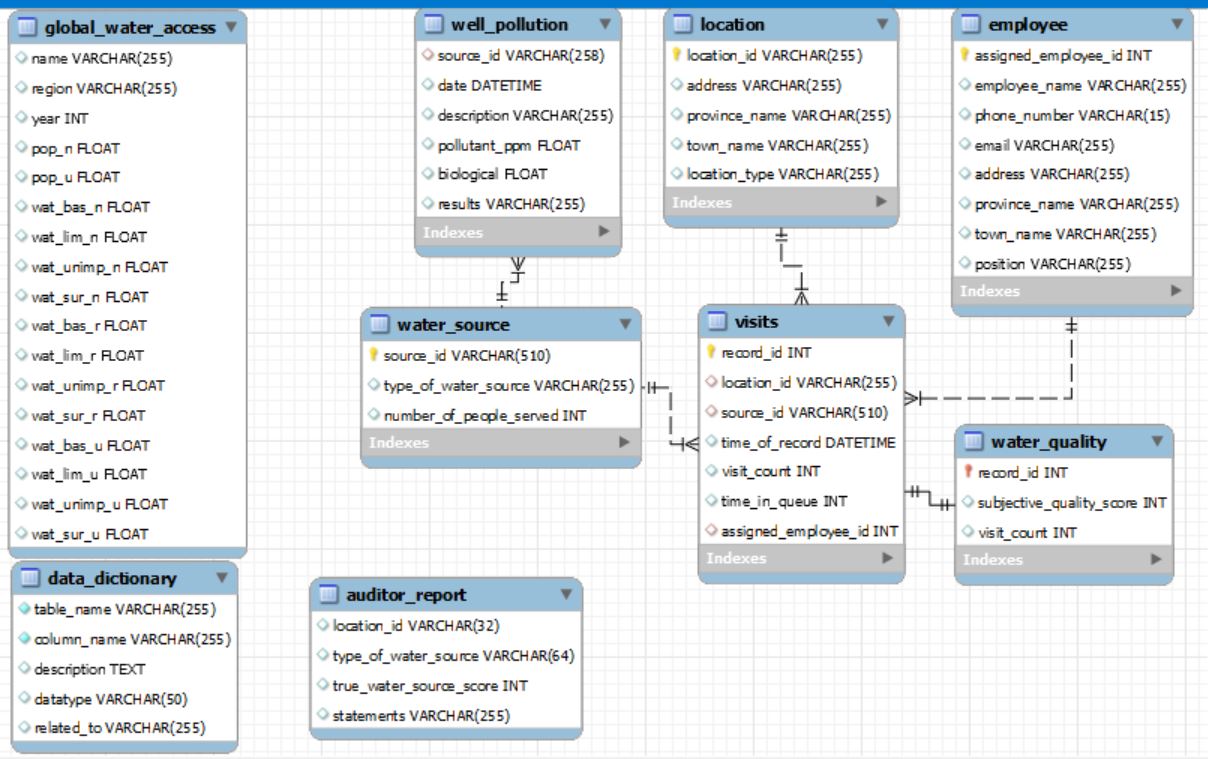 global_water_access
name VARCHAR(255)
region VARCHAR(255)
year INT
pop_n FLOAT
pop_u FLOAT
wat_bas_n FLOAT
wat_lim_n FLOAT
wat_unimp_n FLOAT
wat_sur_n FLOAT
wat_bas_r FLOAT
wat_lim_r FLOAT
wat_unimp_r FLOAT
wat_sur_r FLOAT
wat_bas_u FLOAT
wat_lim_u FLOAT
wat_unimp_u FLOAT
wat_sur_u FLOAT
well_pollution
source_id VARCHAR(258)
date DATETIME
description VARCHAR(255)
pollutant_ppm FLOAT
biological FLOAT
results VARCHAR(255)
Indexes
location
location_id VARCHAR(255)
address VARCHAR(255)
province_name VARCHAR(255)
town_name VARCHAR(255)
location_type VARCHAR(255)
Indexes
employee
assigned_employee_id INT
employee_name VARCHAR(255)
phone_number VARCHAR(15)
email VARCHAR(255)
address VARCHAR(255)
province_name VARCHAR(255)
town_name VARCHAR(255)
position VARCHAR(255)
Indexes
water_source
source_id VARCHAR(510)
type_of_water_source VARCHAR(255)
number_of_people_served INT
Indexes
visits
record_id INT
location_id VARCHAR(255)
source_id VARCHAR(510)
time_of_record DATETIME
visit_count INT
time_in_queue INT
assigned_employee_id INT
Indexes
water_quality
record_id INT
subjective_quality_score INT
visit_count INT
Indexes
data_dictionary
table_name VARCHAR(255)
column_name VARCHAR(255)
description TEXT
datatype VARCHAR(50)
related_to VARCHAR(255)
auditor_report
location_id VARCHAR(32)
type_of_water_source VARCHAR(64)
true_water_source_score INT
statements VARCHAR(255)